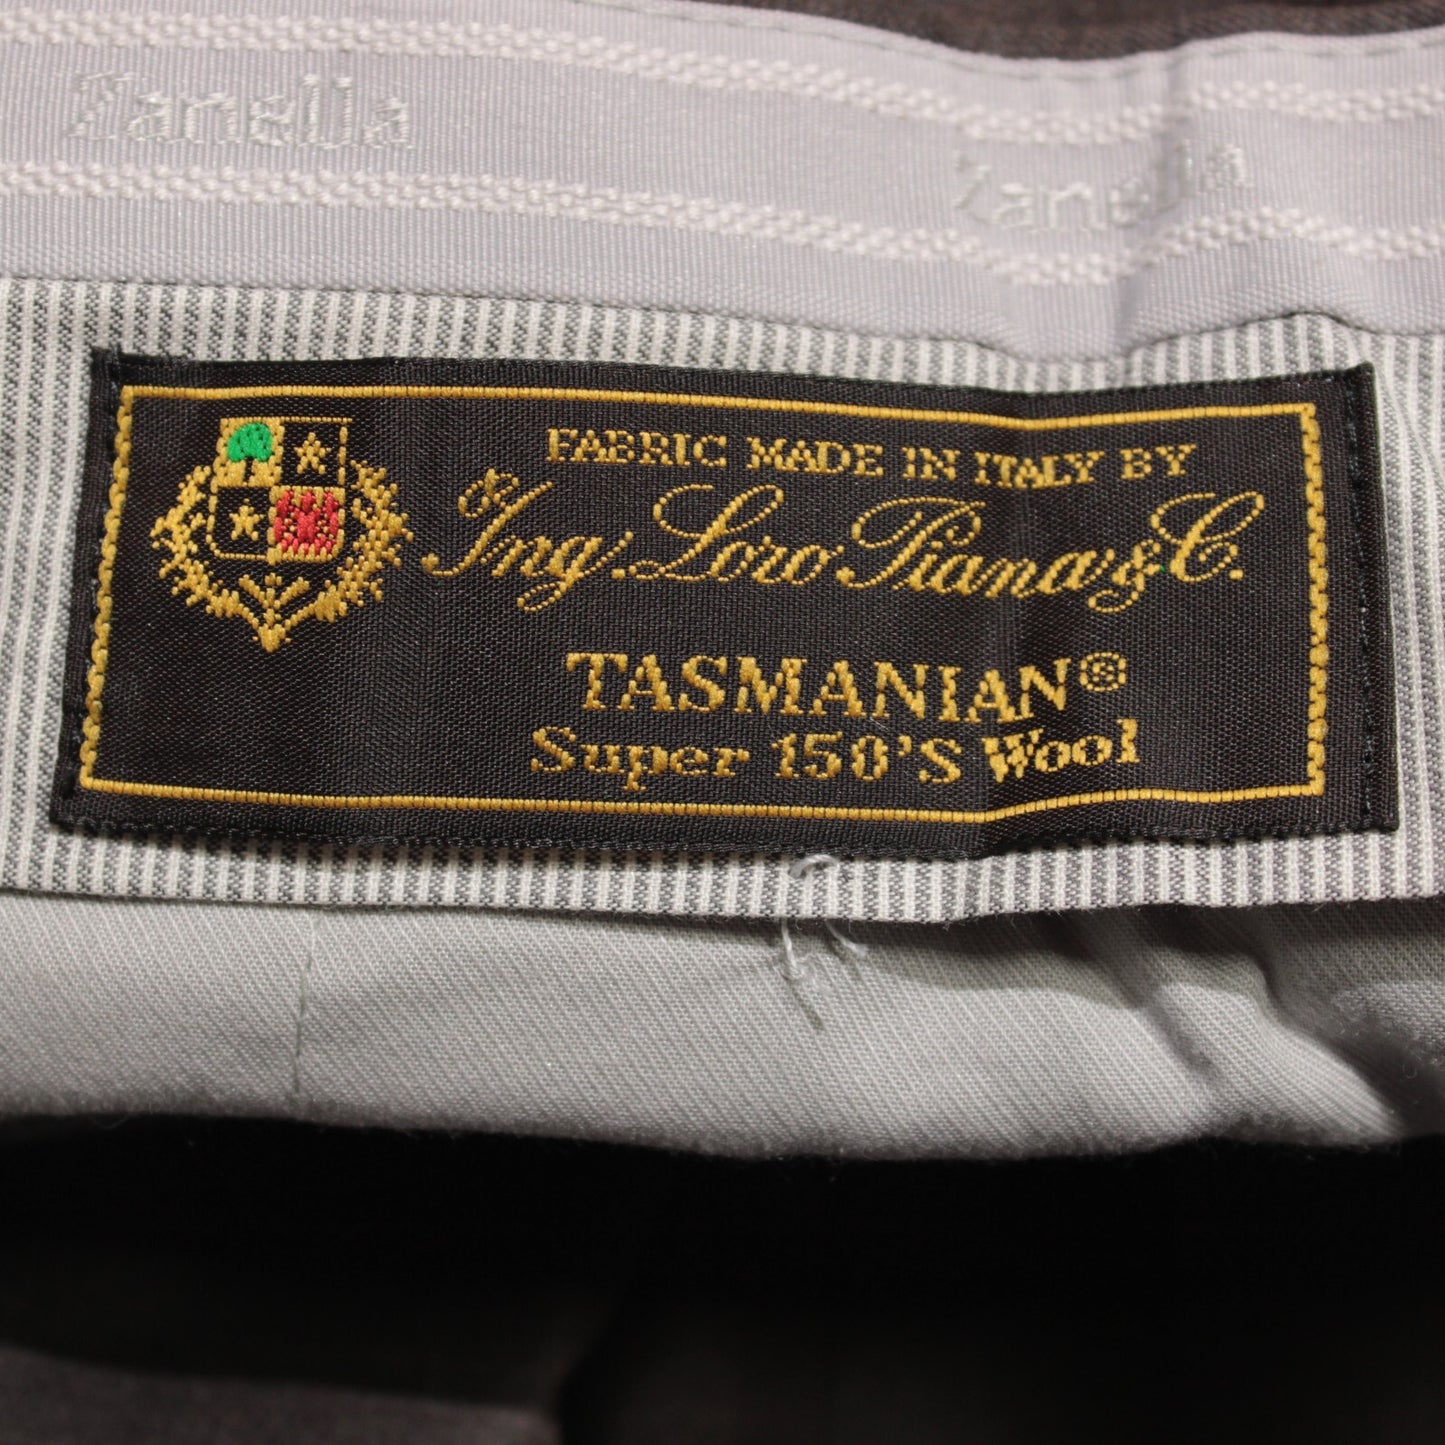 Zanella
Zanella
FABRIC MADE IN ITALY BY
Ing. Loro Piana & C.
TASMANIAN®
Super 150'S Wool